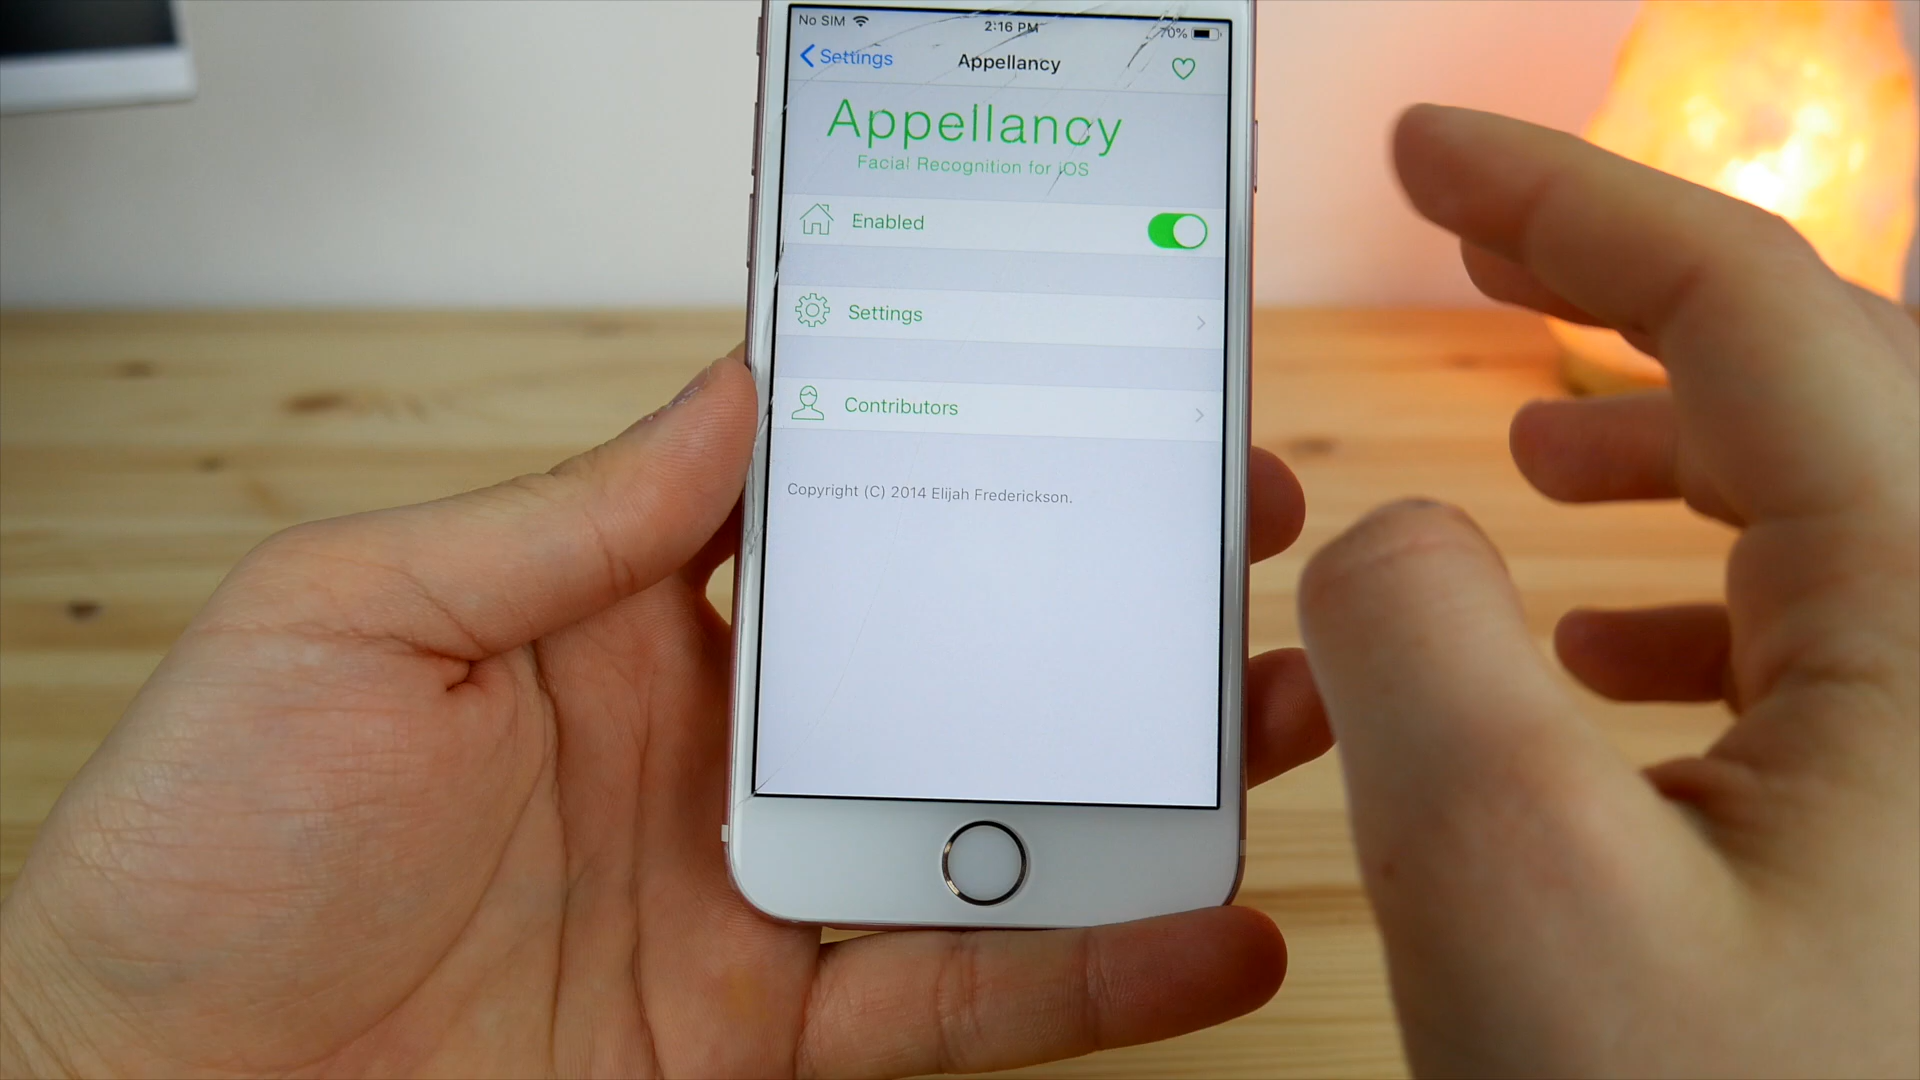 No SIM 2:16 PM 70%
Settings Appellancy
Appellancy
Facial Recognition for iOS
Enabled
Settings
Contributors
Copyright (C) 2014 Elijah Frederickson.